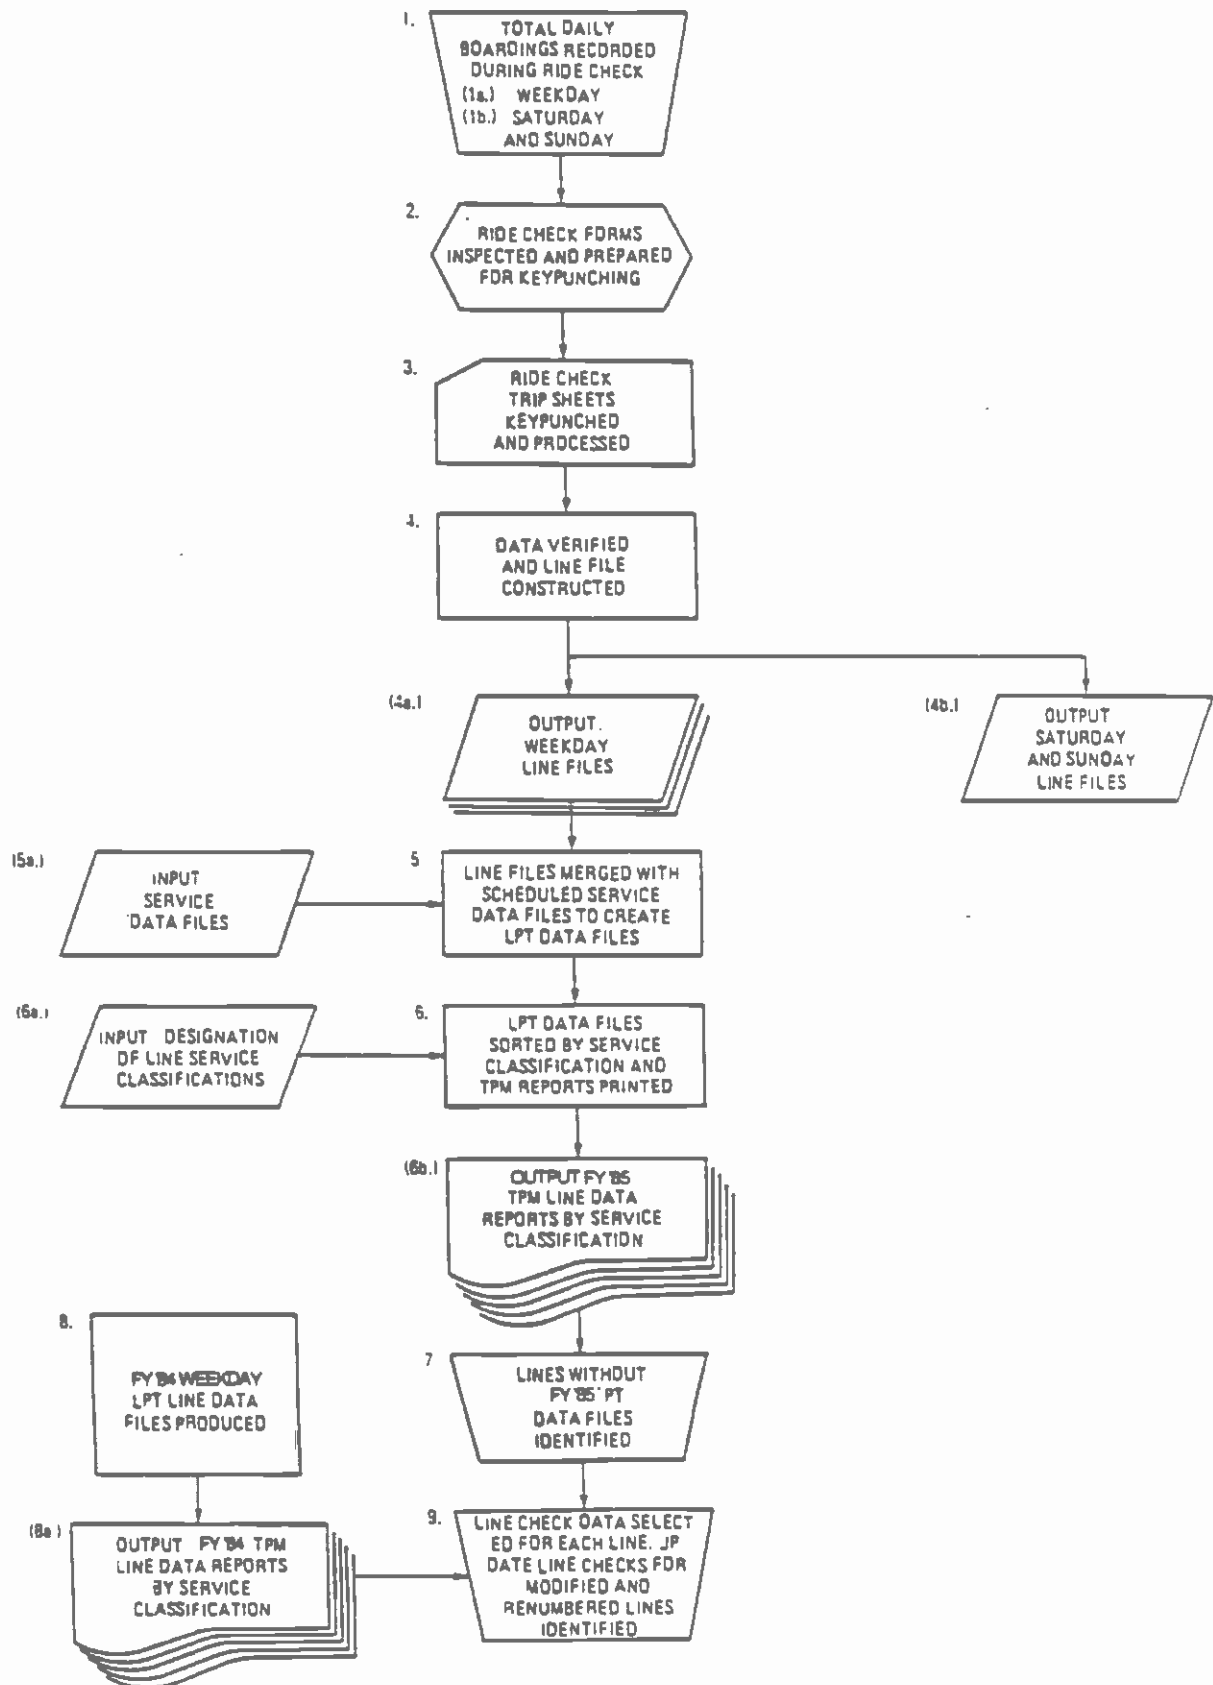 1.
TOTAL DAILY
BOARDINGS RECORDED
DURING RIDE CHECK
(1a.) WEEKDAY
(1b.) SATURDAY
AND SUNDAY
2.
RIDE CHECK FORMS
INSPECTED AND PREPARED
FOR KEYPUNCHING
3.
RIDE CHECK
TRIP SHEETS
KEYPUNCHED
AND PROCESSED
4.
DATA VERIFIED
AND LINE FILE
CONSTRUCTED
(4a.)
OUTPUT.
WEEKDAY
LINE FILES
(4b.)
OUTPUT
SATURDAY
AND SUNDAY
LINE FILES
(5a.)
INPUT
SERVICE
DATA FILES
5
LINE FILES MERGED WITH
SCHEDULED SERVICE
DATA FILES TO CREATE
LPT DATA FILES
(6a.)
INPUT DESIGNATION
OF LINE SERVICE
CLASSIFICATIONS
6.
LPT DATA FILES
SORTED BY SERVICE
CLASSIFICATION AND
TPM REPORTS PRINTED
(6b.)
OUTPUT FY '85
TPM LINE DATA
REPORTS BY SERVICE
CLASSIFICATION
8.
FY '84 WEEKDAY
LPT LINE DATA
FILES PRODUCED
7
LINES WITHOUT
FY '85 PT
DATA FILES
IDENTIFIED
(8a.)
OUTPUT FY '84 TPM
LINE DATA REPORTS
BY SERVICE
CLASSIFICATION
9.
LINE CHECK DATA SELECT
ED FOR EACH LINE. UP
DATE LINE CHECKS FOR
MODIFIED AND
RENUMBERED LINES
IDENTIFIED